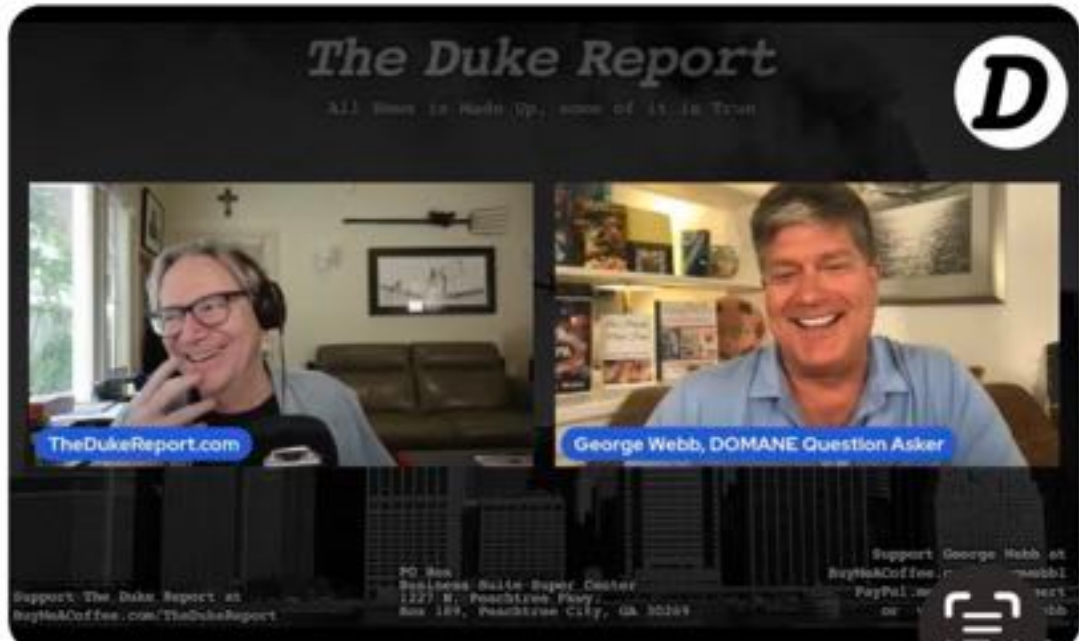 The Duke Report
All News is Made Up, some of it is True
D
TheDukeReport.com
George Webb, DOMANE Question Asker
Support The Duke Report at
BuyMeACoffee.com/TheDukeReport
PO Box
Business Suite Super Center
1227 N. Peachtree Pkwy.
Box 189, Peachtree City, GA 30269
Support George Webb at
or